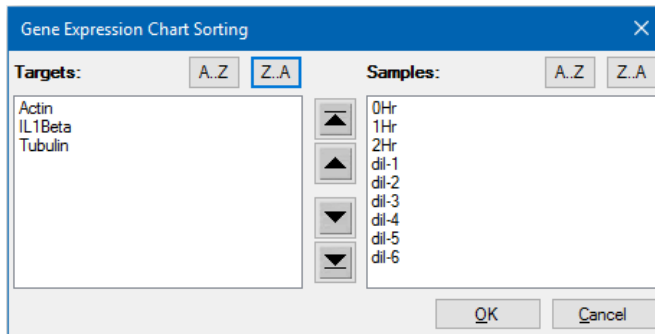 Gene Expression Chart Sorting
Targets: A..Z Z..A Samples: A..Z Z..A
Actin
IL1Beta
Tubulin
0Hr
1Hr
2Hr
dil-1
dil-2
dil-3
dil-4
dil-5
dil-6
OK Cancel